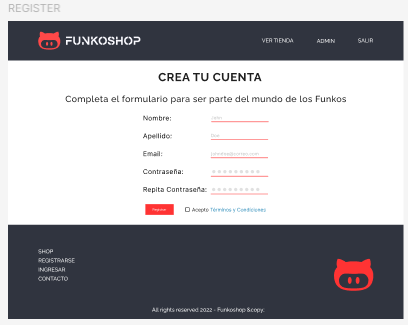 REGISTER
FUNKOSHOP
VER TIENDA
ADMIN
SALIR
CREA TU CUENTA
Completa el formulario para ser parte del mundo de los Funkos
Nombre:
John
Apellido:
Doe
Email:
johndoe@correo.com
Contraseña:
Repita Contraseña:
Registrar
Acepto Términos y Condiciones
SHOP
REGISTRARSE
INGRESAR
CONTACTO
All rights reserved 2022 - Funkoshop &copy;